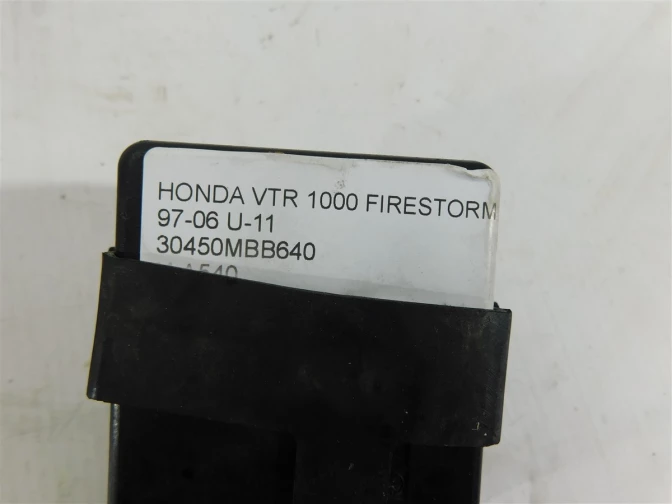 HONDA VTR 1000 FIRESTORM
97-06 U-11
30450MBB640